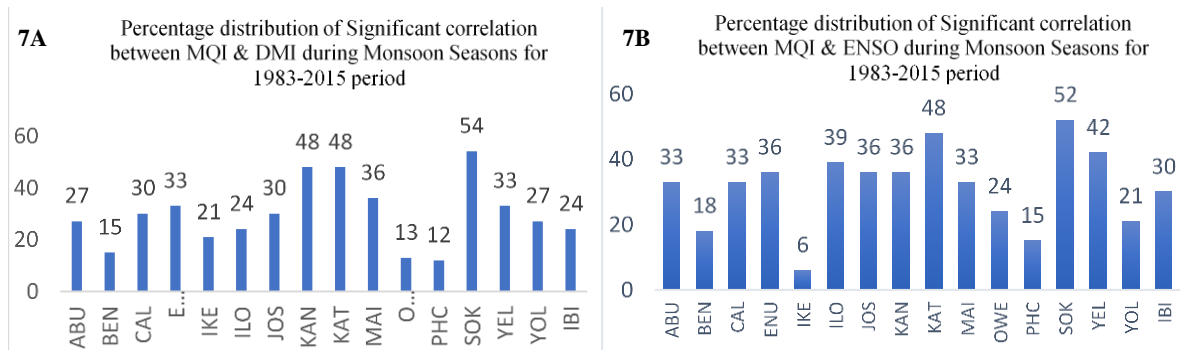 7A
Percentage distribution of Significant correlation
between MQI & DMI during Monsoon Seasons for
1983-2015 period
60
40
20
0
27
15
30
33
21
24
30
48
48
36
13
12
54
33
27
24
ABU
BEN
CAL
E...
IKE
ILO
JOS
KAN
KAT
MAI
O...
PHC
SOK
YEL
YOL
IBI
7B
Percentage distribution of Significant correlation
between MQI & ENSO during Monsoon Seasons for
1983-2015 period
60
40
20
0
33
18
33
36
6
39
36
36
48
33
24
15
52
42
21
30
ABU
BEN
CAL
ENU
IKE
ILO
JOS
KAN
KAT
MAI
OWE
PHC
SOK
YEL
YOL
IBI